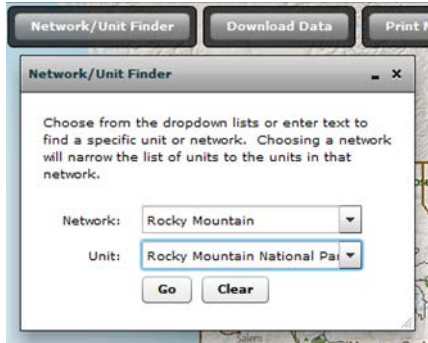 Network/Unit Finder Download Data Print
Network/Unit Finder
Choose from the dropdown lists or enter text to
find a specific unit or network. Choosing a network
will narrow the list of units to the units in that
network.
Network: Rocky Mountain
Unit: Rocky Mountain National Pa
Go Clear
Salem